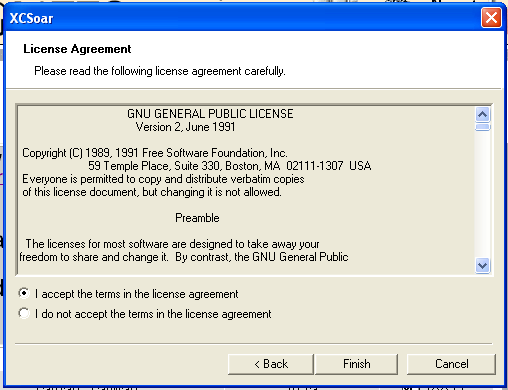 XCSoar
License Agreement
Please read the following license agreement carefully.
GNU GENERAL PUBLIC LICENSE
Version 2, June 1991
Copyright (C) 1989, 1991 Free Software Foundation, Inc.
59 Temple Place, Suite 330, Boston, MA  02111-1307  USA
Everyone is permitted to copy and distribute verbatim copies
of this license document, but changing it is not allowed.
Preamble
The licenses for most software are designed to take away your
freedom to share and change it.  By contrast, the GNU General Public
I accept the terms in the license agreement
I do not accept the terms in the license agreement
< Back
Finish
Cancel